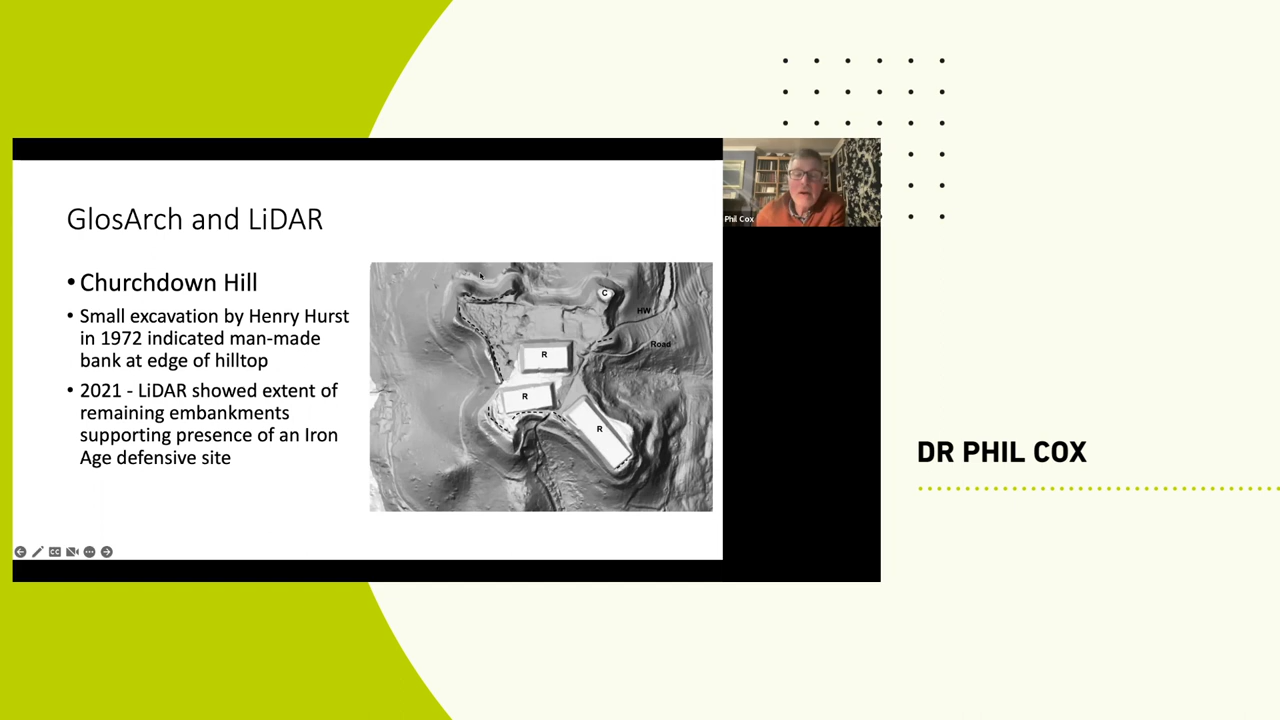 GlosArch and LiDAR
• Churchdown Hill
• Small excavation by Henry Hurst
in 1972 indicated man-made
bank at edge of hilltop
• 2021 - LiDAR showed extent of
remaining embankments
supporting presence of an Iron
Age defensive site
C
HW
Road
R
R
R
CC
Phil Cox
DR PHIL COX